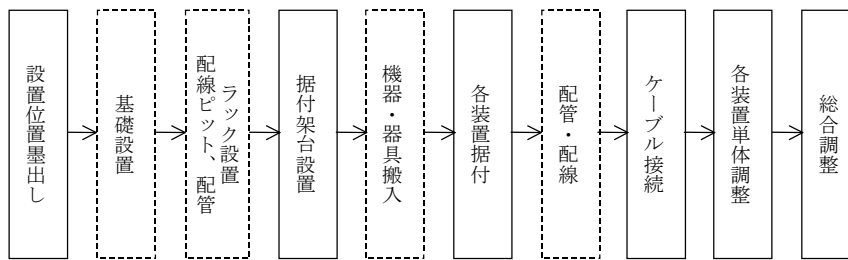 設置位置墨出し
基礎設置
配線ピット、配管
ラック設置
据付架台設置
機器・器具搬入
各装置据付
配管・配線
ケーブル接続
各装置単体調整
総合調整